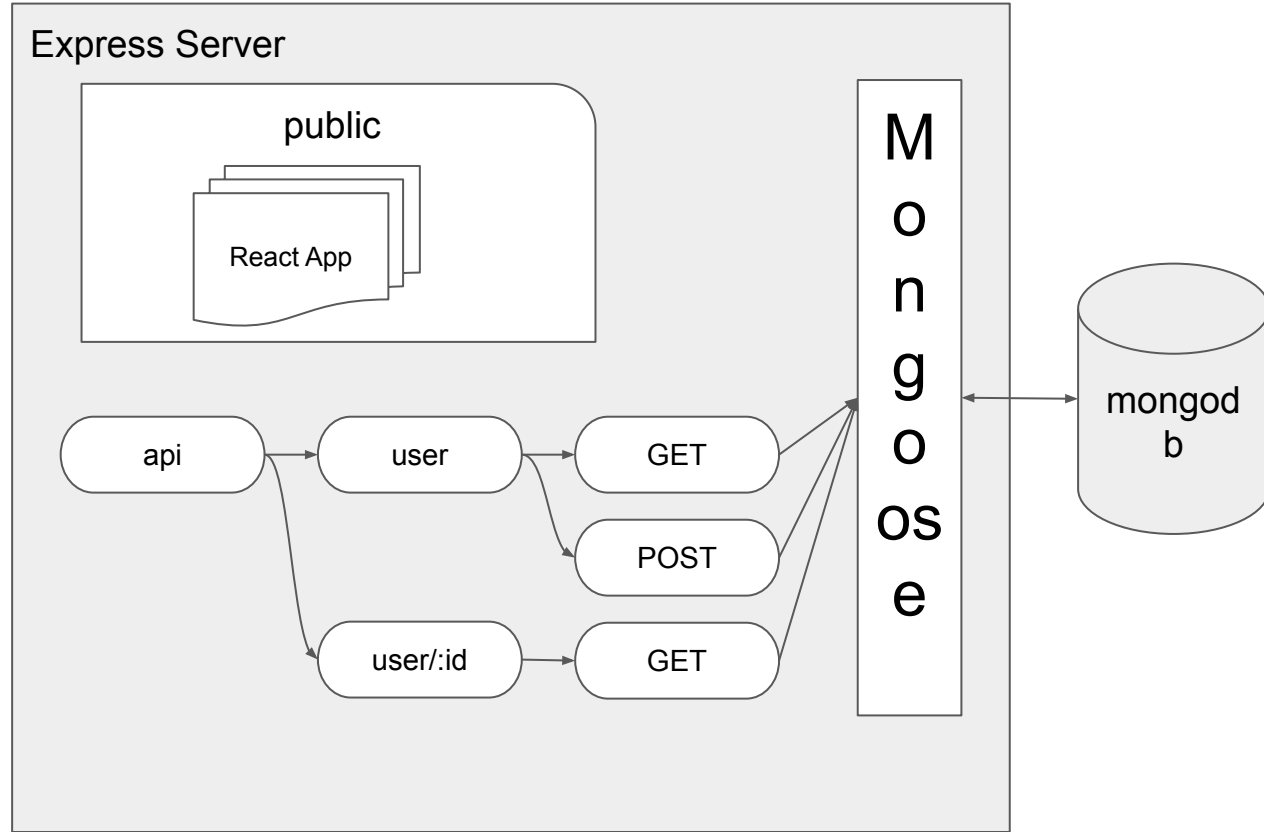 Express Server
public
React App
M
o
n
g
o
os
e
mongod
b
api
user
GET
POST
user/:id
GET